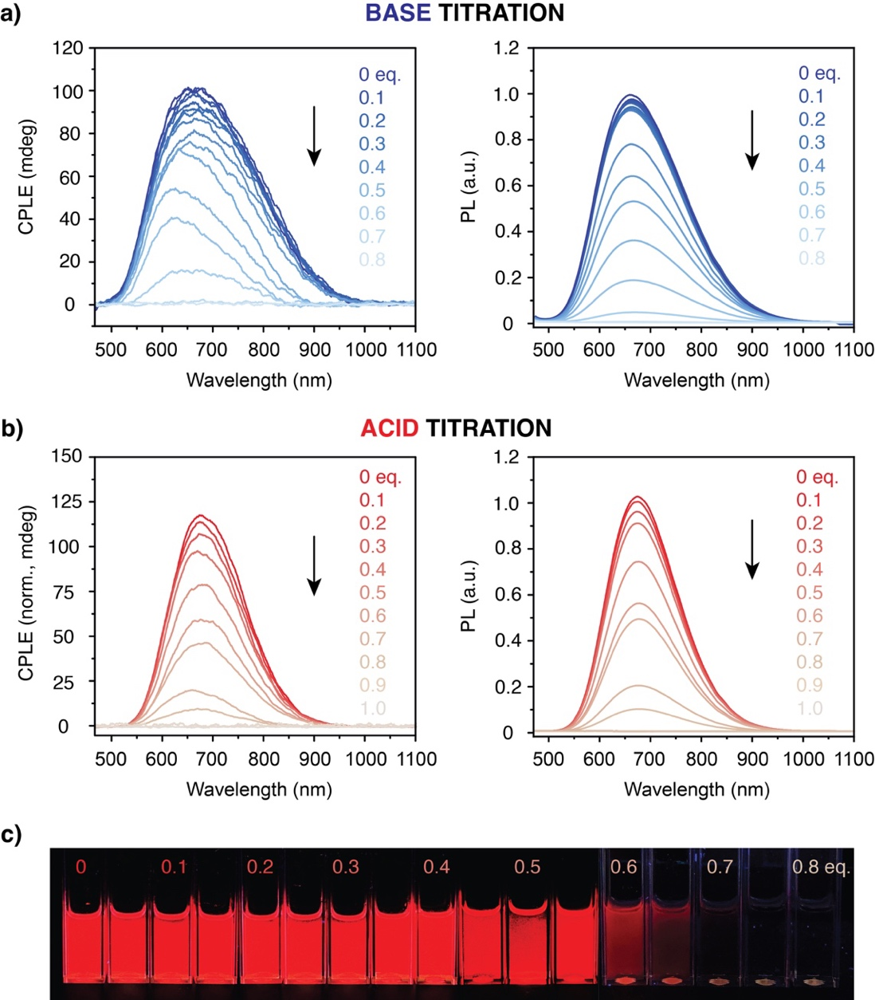 a)
BASE TITRATION
CPLE (mdeg)
120
100
80
60
40
20
0
500 600 700 800 900 1000 1100
Wavelength (nm)
0 eq.
0.1
0.2
0.3
0.4
0.5
0.6
0.7
0.8
PL (a.u.)
1.2
1.0
0.8
0.6
0.4
0.2
0
500 600 700 800 900 1000 1100
Wavelength (nm)
0 eq.
0.1
0.2
0.3
0.4
0.5
0.6
0.7
0.8
b)
ACID TITRATION
CPLE (norm., mdeg)
150
125
100
75
50
25
0
500 600 700 800 900 1000 1100
Wavelength (nm)
0 eq.
0.1
0.2
0.3
0.4
0.5
0.6
0.7
0.8
0.9
1.0
PL (a.u.)
1.2
1.0
0.8
0.6
0.4
0.2
0
500 600 700 800 900 1000 1100
Wavelength (nm)
0 eq.
0.1
0.2
0.3
0.4
0.5
0.6
0.7
0.8
0.9
1.0
c)
0 0.1 0.2 0.3 0.4 0.5 0.6 0.7 0.8 eq.